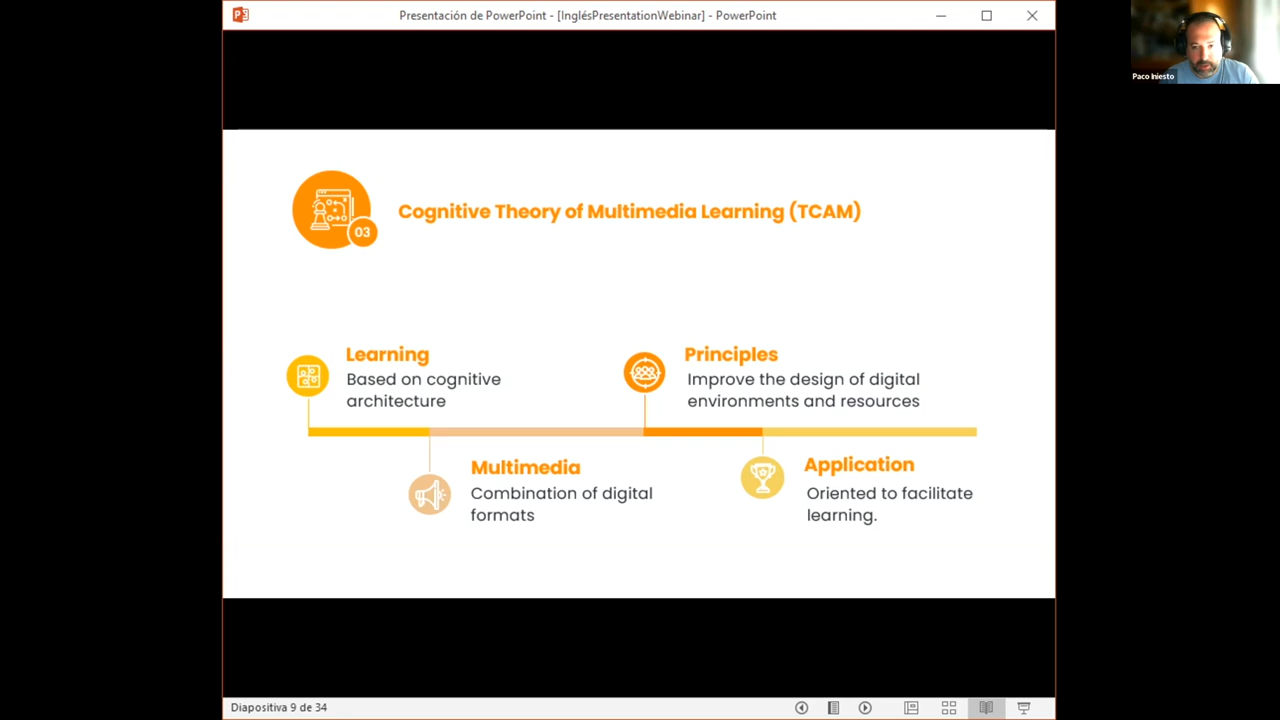 Presentación de PowerPoint - [InglésPresentationWebinar] - PowerPoint
Paco Iniesto
03
Cognitive Theory of Multimedia Learning (TCAM)
Learning
Based on cognitive
architecture
Principles
Improve the design of digital
environments and resources
Multimedia
Combination of digital
formats
Application
Oriented to facilitate
learning.
Diapositiva 9 de 34